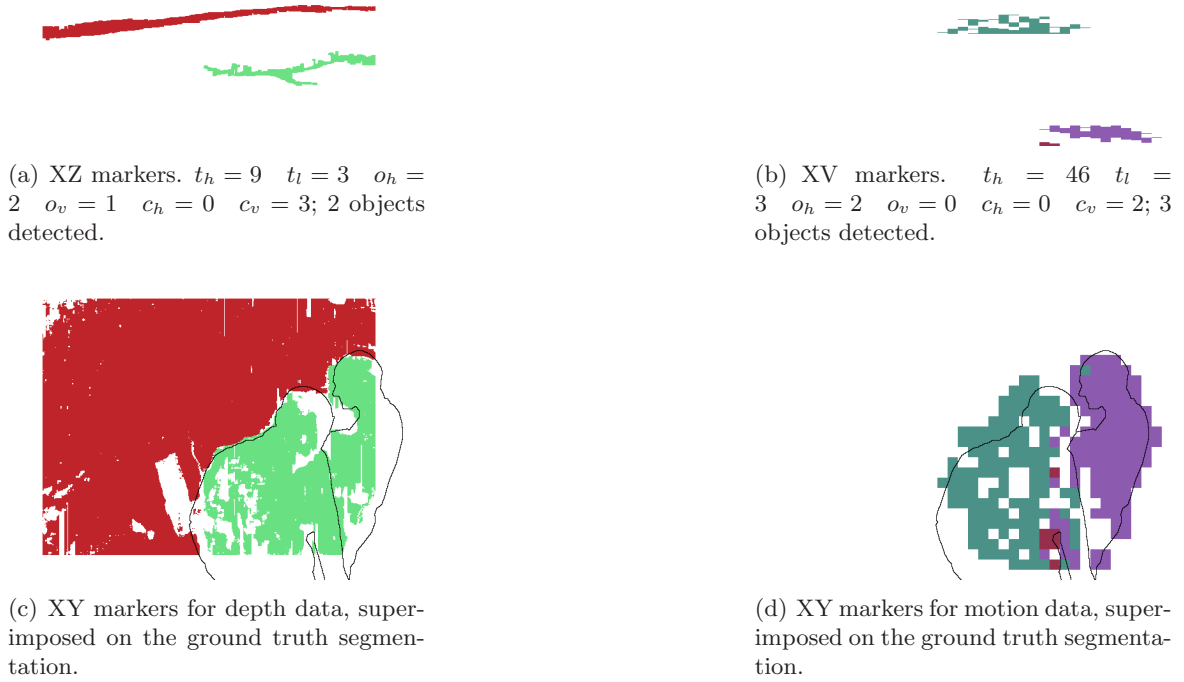 (a) XZ markers. t_h = 9 t_l = 3 o_h =
2 o_v = 1 c_h = 0 c_v = 3; 2 objects
detected.
(b) XV markers. t_h = 46 t_l =
3 o_h = 2 o_v = 0 c_h = 0 c_v = 2; 3
objects detected.
(c) XY markers for depth data, super-
imposed on the ground truth segmen-
tation.
(d) XY markers for motion data, super-
imposed on the ground truth segmenta-
tion.